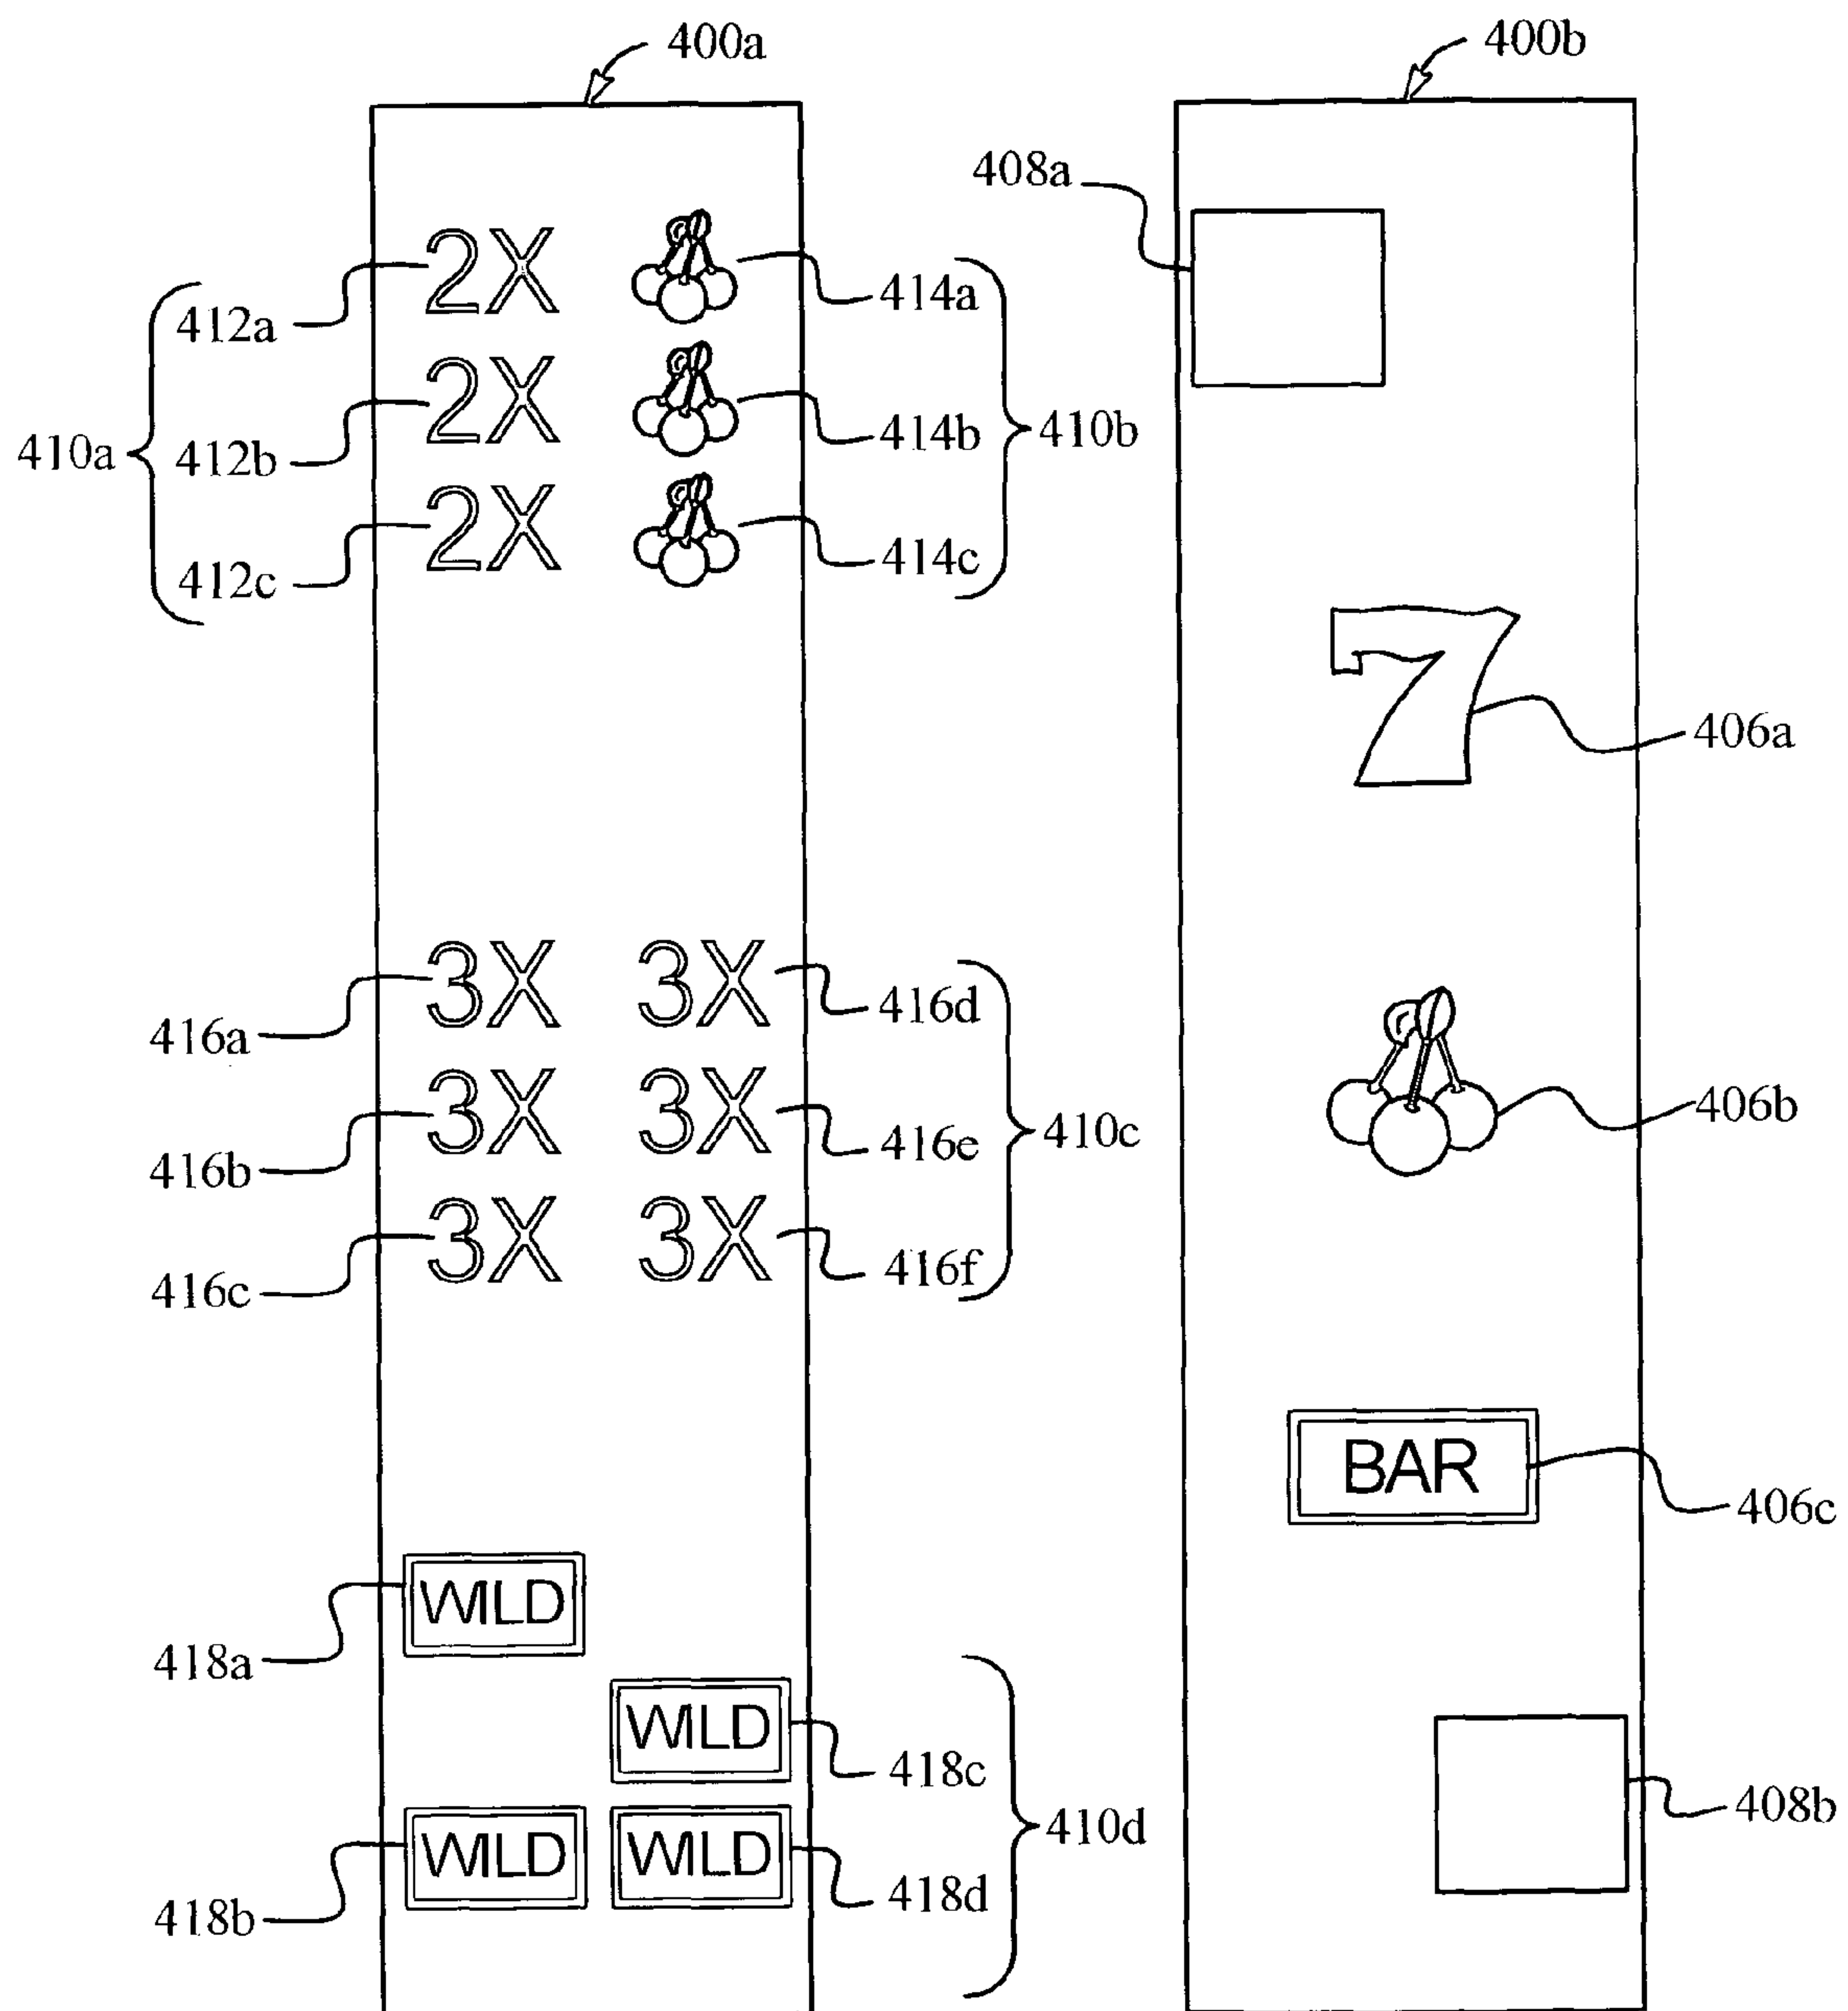 400a
400b
408a
2X
412a
414a
410a
2X
412b
414b
410b
2X
412c
414c
7
406a
3X 3X
416a
416d
3X 3X
416b
416e
410c
406b
3X 3X
416c
416f
BAR
406c
WILD
418a
WILD
418c
WILD WILD
418b
418d
410d
408b